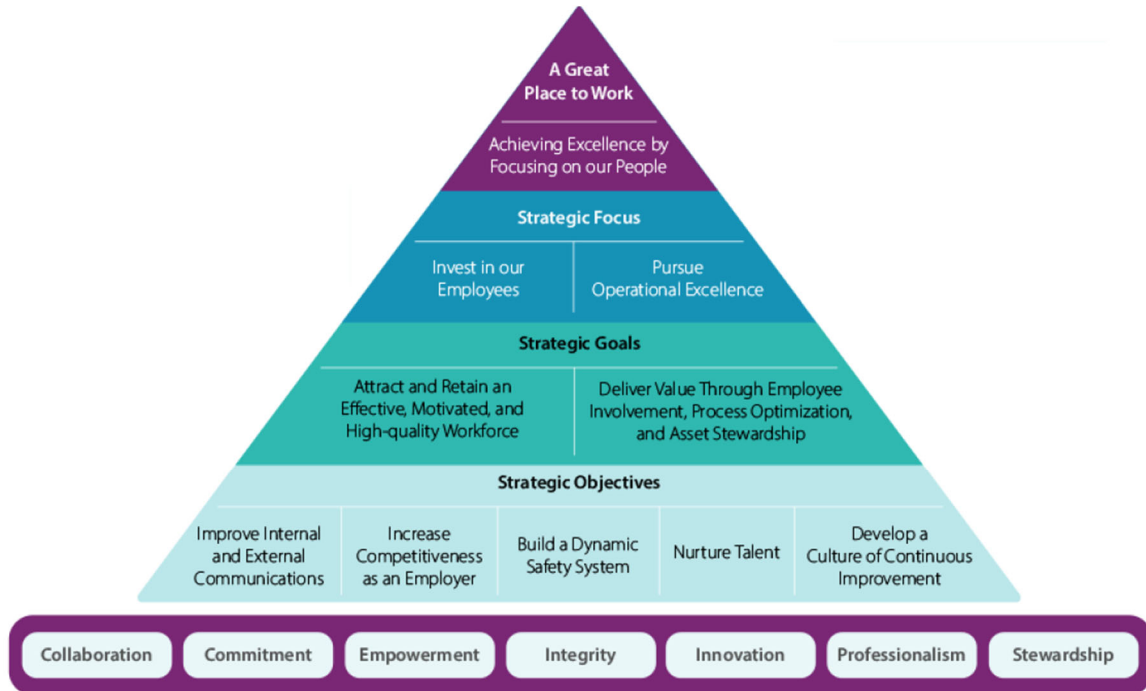 A Great
Place to Work
Achieving Excellence by
Focusing on our People
Strategic Focus
Invest in our
Employees
Pursue
Operational Excellence
Strategic Goals
Attract and Retain an
Effective, Motivated, and
High-quality Workforce
Deliver Value Through Employee
Involvement, Process Optimization,
and Asset Stewardship
Strategic Objectives
Improve Internal
and External
Communications
Increase
Competitiveness
as an Employer
Build a Dynamic
Safety System
Nurture Talent
Develop a
Culture of Continuous
Improvement
Collaboration
Commitment
Empowerment
Integrity
Innovation
Professionalism
Stewardship